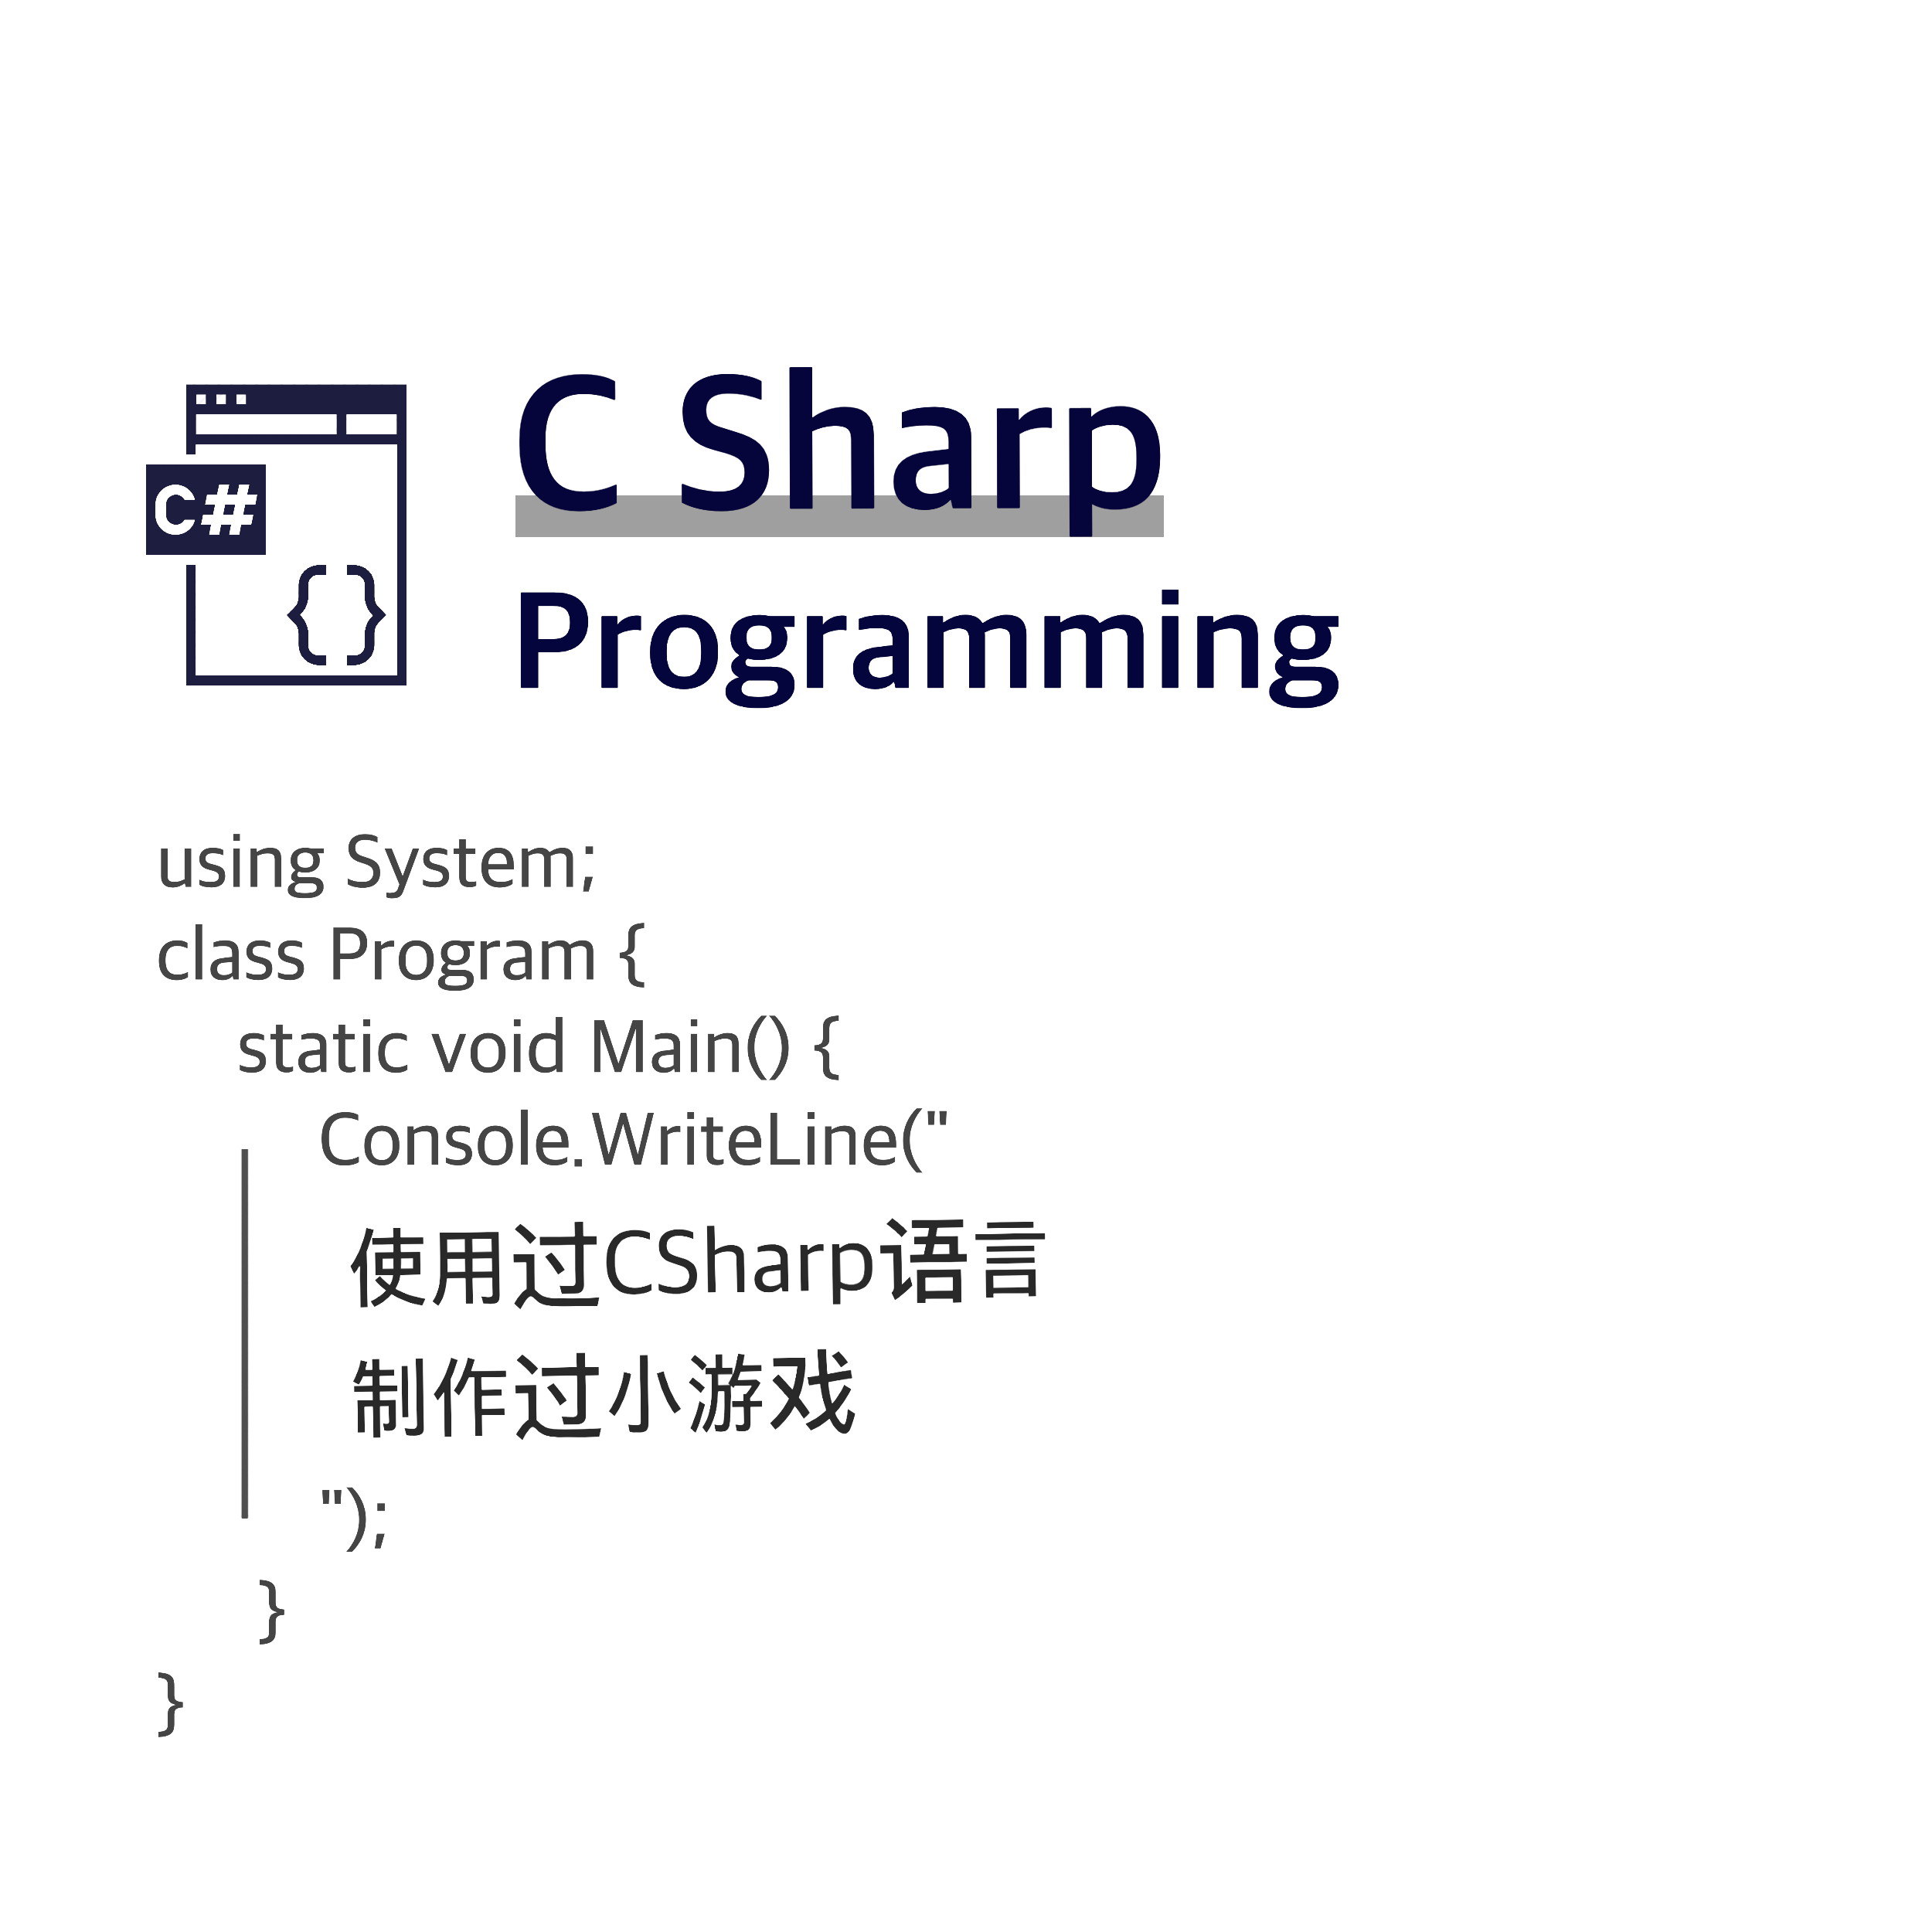 C Sharp
Programming
C#
{}
using System;
class Program {
static void Main() {
Console.WriteLine("
使用过CSharp语言
制作过小游戏
");
}
}